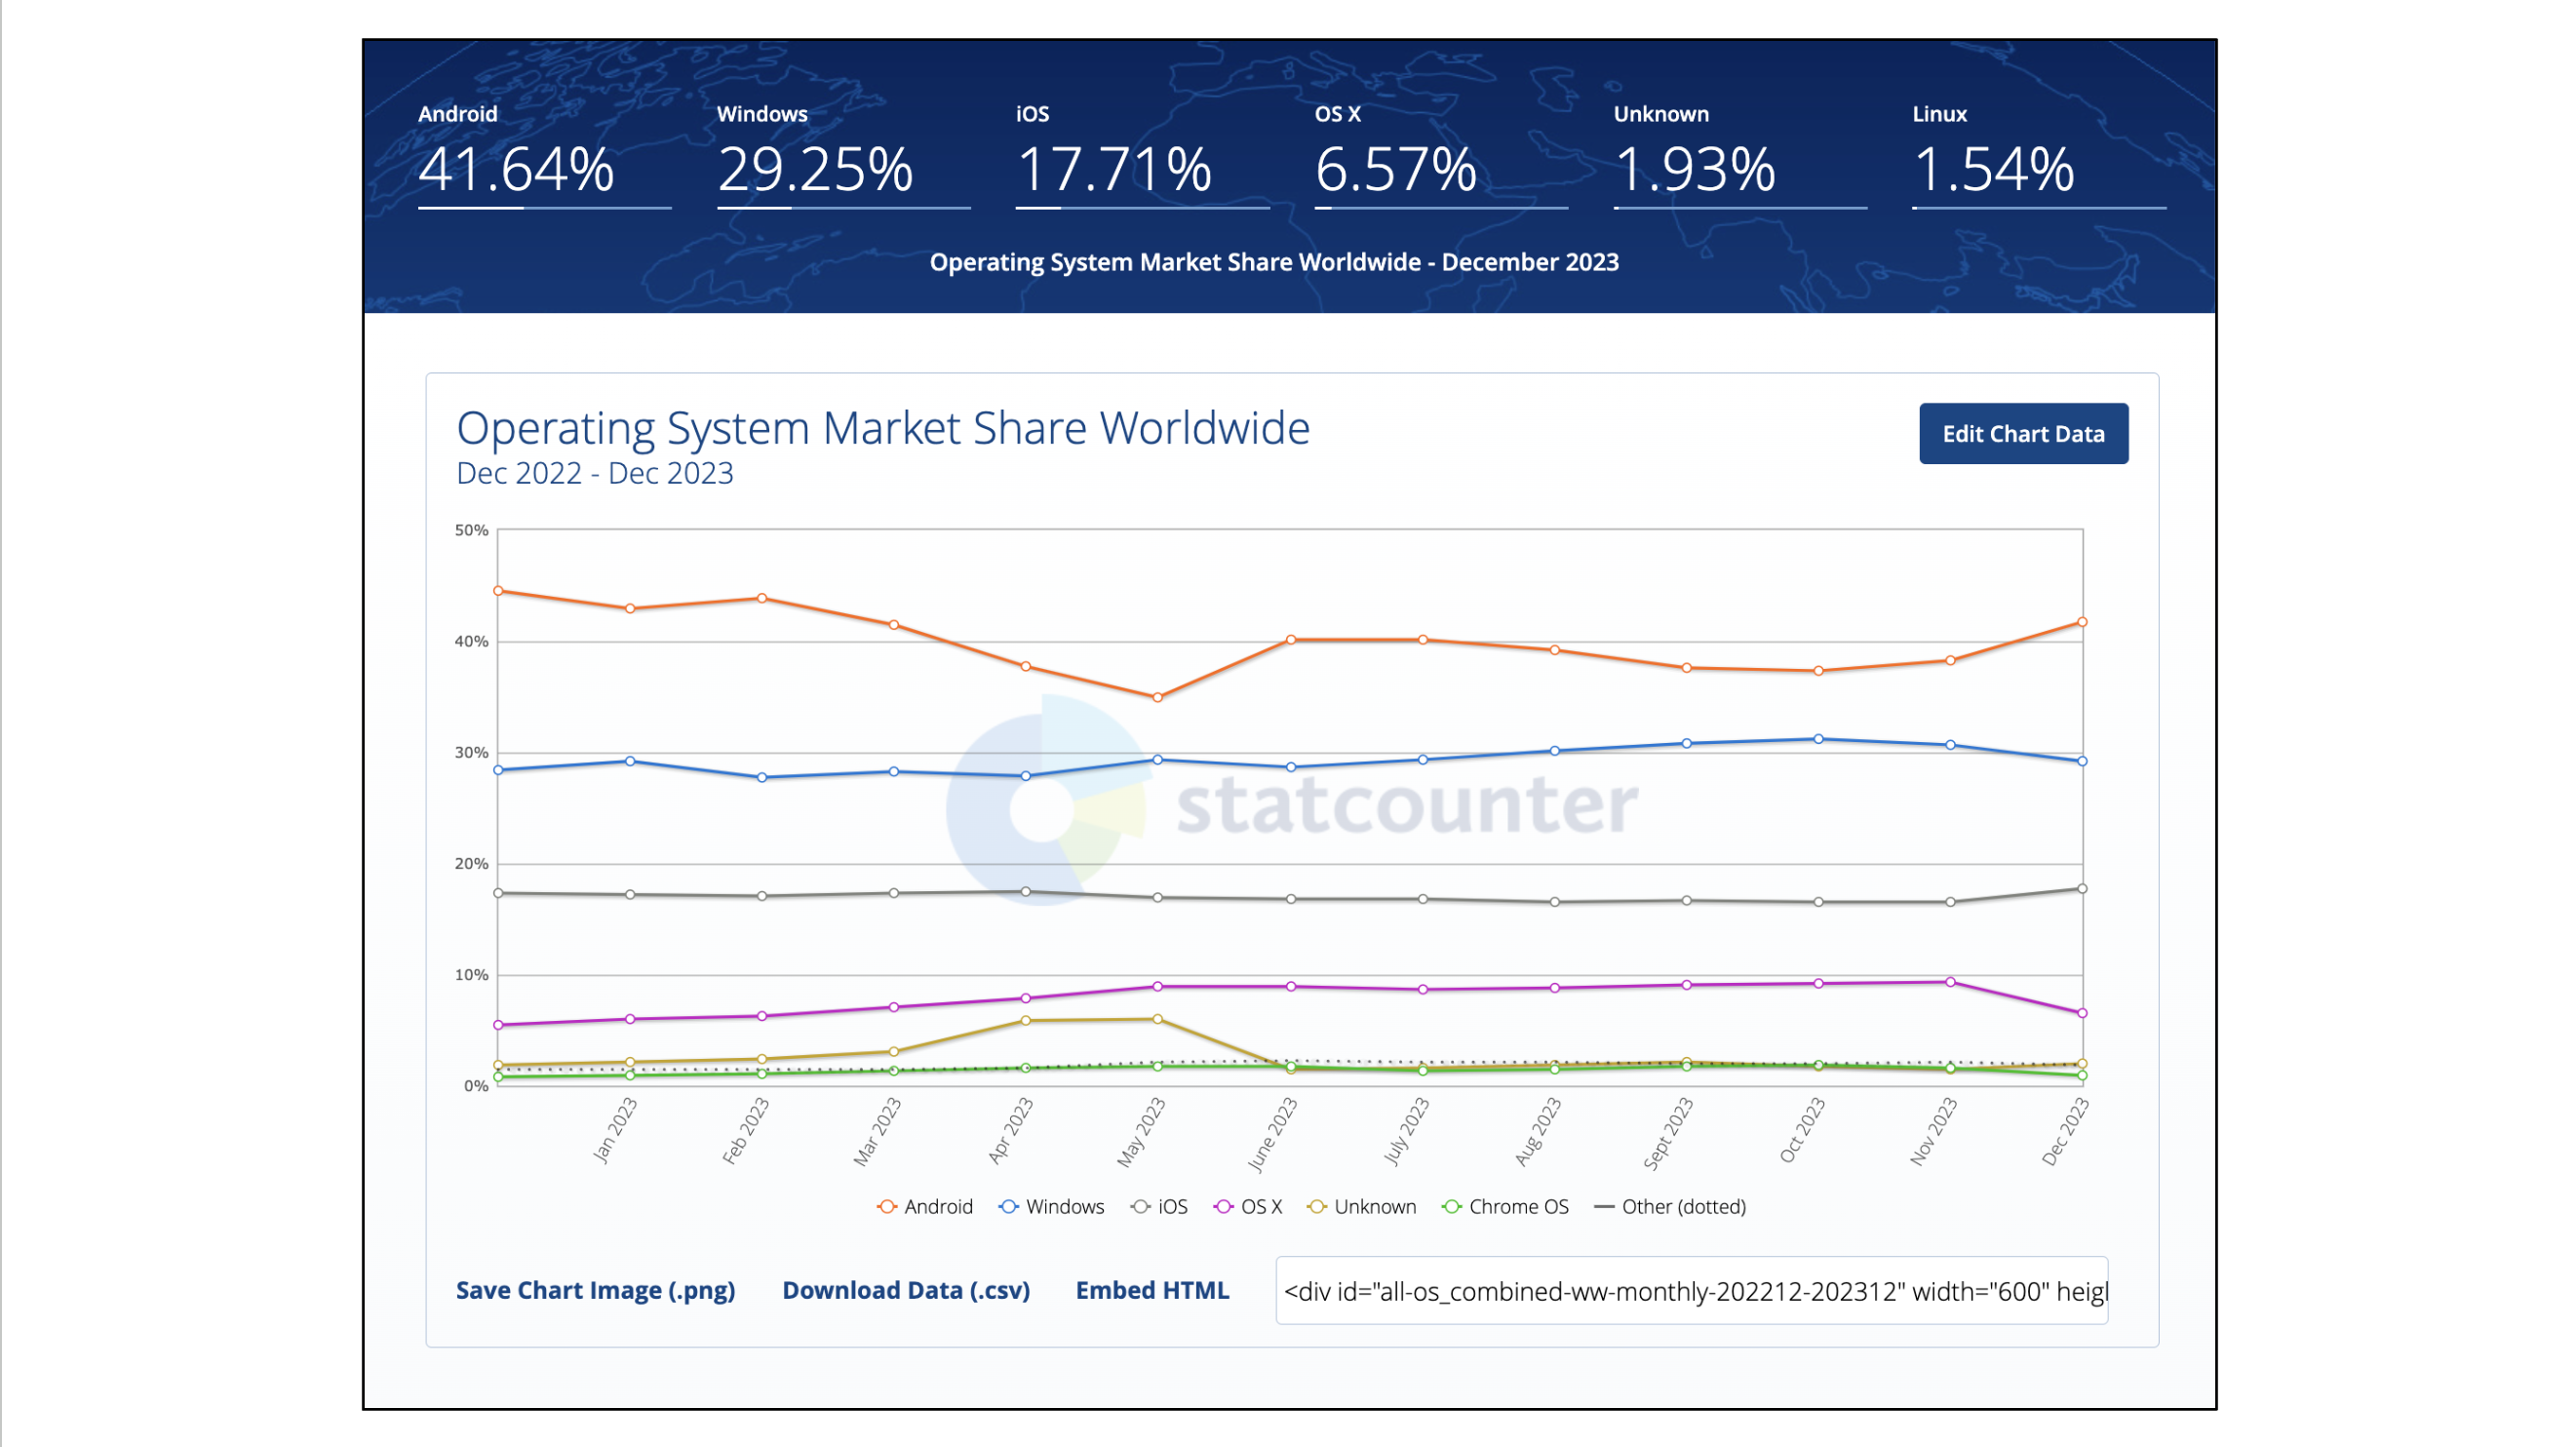 Android Windows iOS OS X Unknown Linux
41.64% 29.25% 17.71% 6.57% 1.93% 1.54%
Operating System Market Share Worldwide - December 2023
Operating System Market Share Worldwide
Edit Chart Data
Dec 2022 - Dec 2023
50%
40%
30%
20%
10%
0%
statcounter
Jan 2023 Feb 2023 Mar 2023 Apr 2023 May 2023 June 2023 July 2023 Aug 2023 Sept 2023 Oct 2023 Nov 2023 Dec 2023
Android Windows iOS OS X Unknown Chrome OS Other (dotted)
Save Chart Image (.png) Download Data (.csv) Embed HTML <div id="all-os_combined-ww-monthly-202212-202312" width="600" heigl